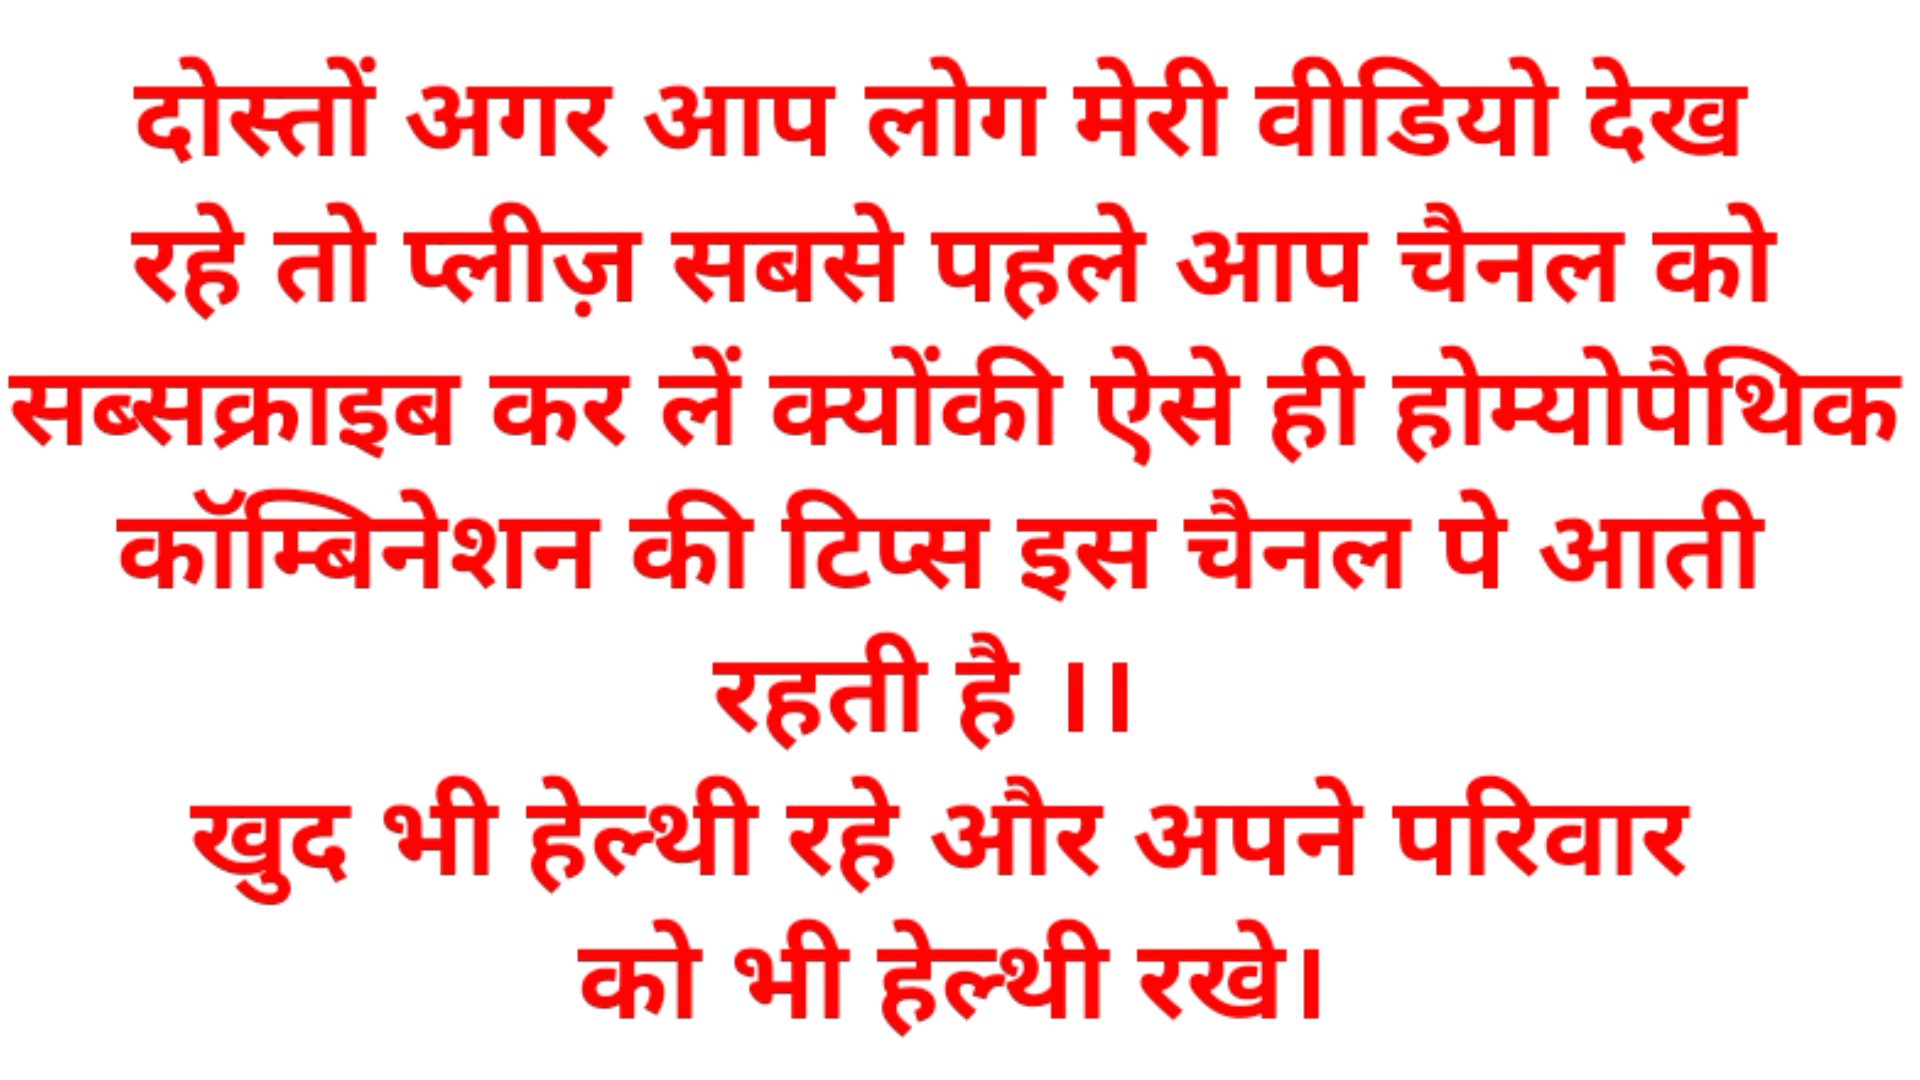 दोस्तों अगर आप लोग मेरी वीडियो देख
रहे तो प्लीज़ सबसे पहले आप चैनल को
सब्सक्राइब कर लें क्योंकी ऐसे ही होम्योपैथिक
कॉम्बिनेशन की टिप्स इस चैनल पे आती
रहती है ।।
खुद भी हेल्थी रहे और अपने परिवार
को भी हेल्थी रखे।